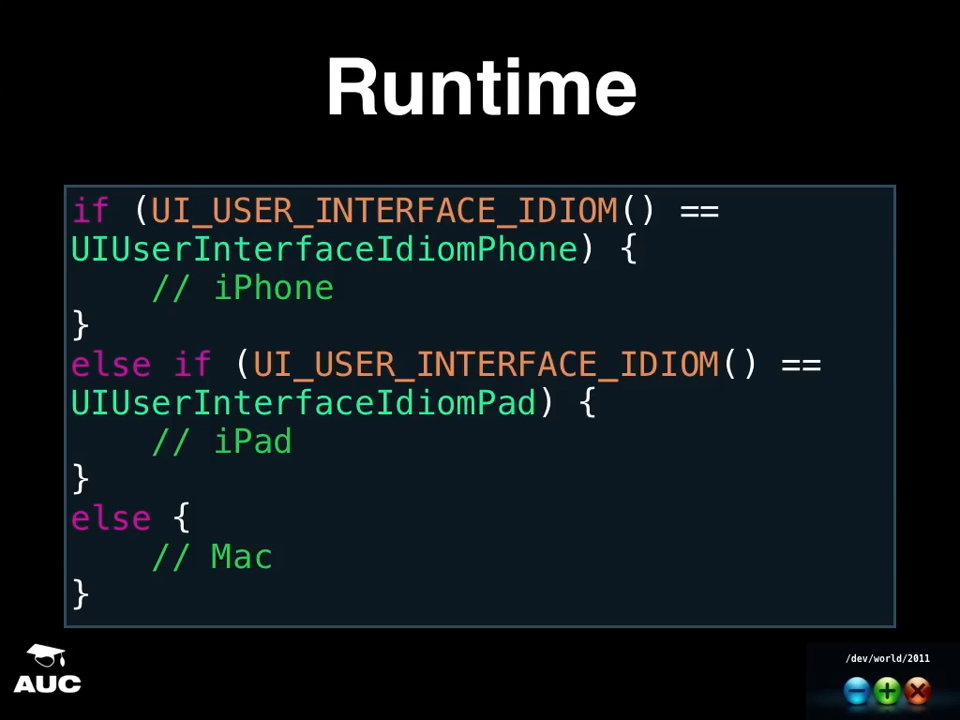 Runtime
if (UI_USER_INTERFACE_IDIOM() ==
UIUserInterfaceIdiomPhone) {
    // iPhone
}
else if (UI_USER_INTERFACE_IDIOM() ==
UIUserInterfaceIdiomPad) {
    // iPad
}
else {
    // Mac
}
AUC
/dev/world/2011